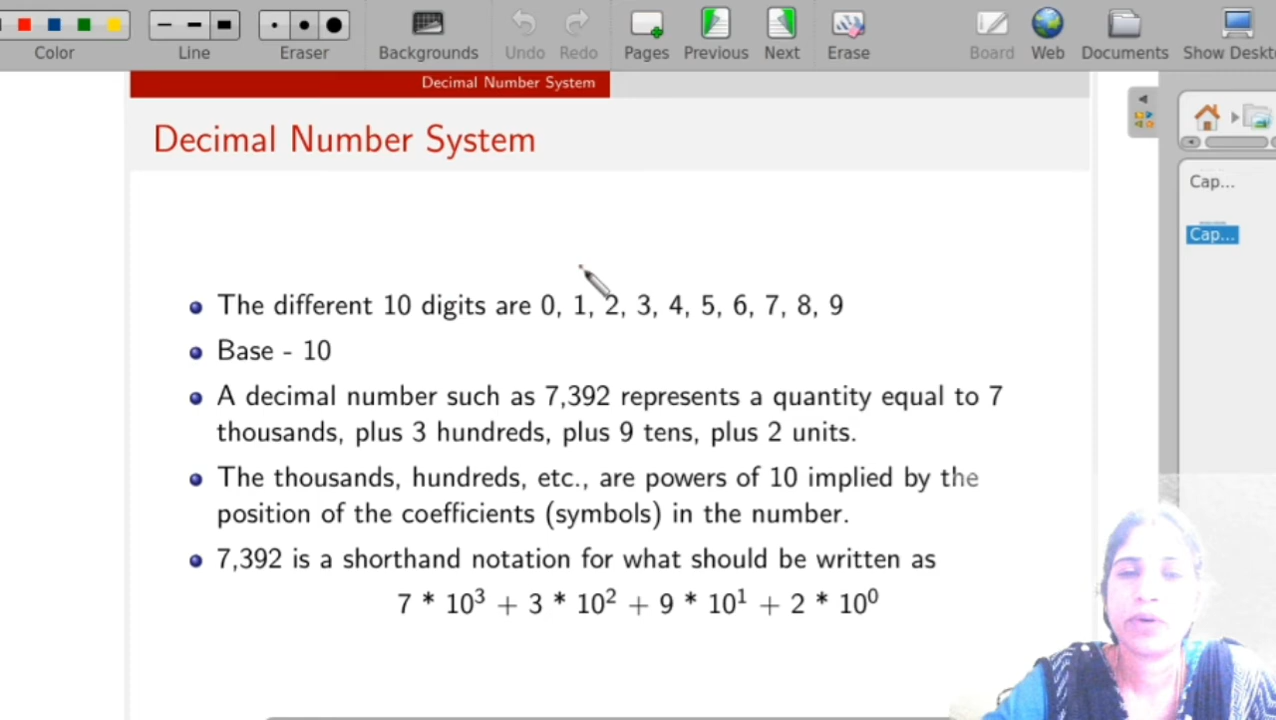 Color
Line
Eraser
Backgrounds
Undo
Redo
Pages
Previous
Next
Erase
Board
Web
Documents
Show Deskto
Decimal Number System
Decimal Number System
The different 10 digits are 0, 1, 2, 3, 4, 5, 6, 7, 8, 9
Base - 10
A decimal number such as 7,392 represents a quantity equal to 7
thousands, plus 3 hundreds, plus 9 tens, plus 2 units.
The thousands, hundreds, etc., are powers of 10 implied by the
position of the coefficients (symbols) in the number.
7,392 is a shorthand notation for what should be written as
7 * 10³ + 3 * 10² + 9 * 10¹ + 2 * 10⁰
Cap...
Cap...